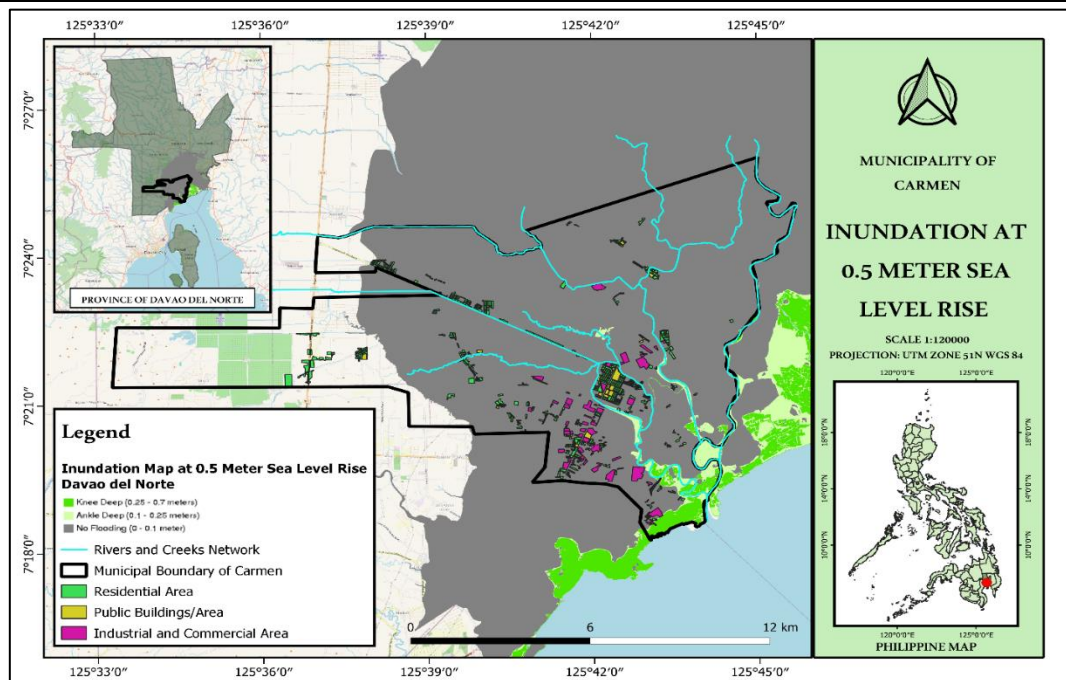 125°33'0"
125°36'0"
125°39'0"
125°42'0"
125°45'0"
7°27'0"
7°24'0"
7°21'0"
7°18'0"
PROVINCE OF DAVAO DEL NORTE
Legend
Inundation Map at 0.5 Meter Sea Level Rise
Davao del Norte
Knee Deep (0.25 - 0.7 meters)
Ankle Deep (0.1 - 0.25 meters)
No Flooding (0 - 0.1 meter)
Rivers and Creeks Network
Municipal Boundary of Carmen
Residential Area
Public Buildings/Area
Industrial and Commercial Area
0
6
12 km
125°33'0"
125°36'0"
125°39'0"
125°42'0"
125°45'0"
MUNICIPALITY OF
CARMEN
INUNDATION AT
0.5 METER SEA
LEVEL RISE
SCALE 1:120000
PROJECTION: UTM ZONE 51N WGS 84
120°0'0"E
125°0'0"E
120°0'0"E
125°0'0"E
PHILIPPINE MAP